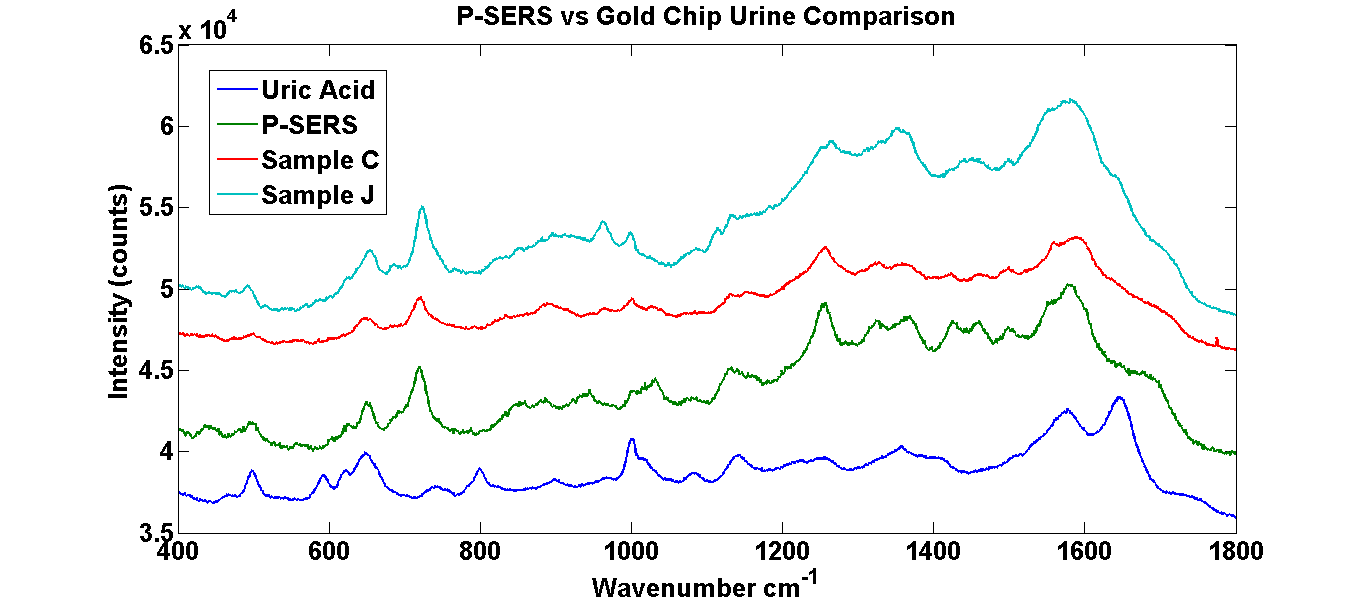 P-SERS vs Gold Chip Urine Comparison
x 10^4
6.5
6
5.5
5
4.5
4
3.5
Intensity (counts)
Uric Acid
P-SERS
Sample C
Sample J
400 600 800 1000 1200 1400 1600 1800
Wavenumber cm^-1